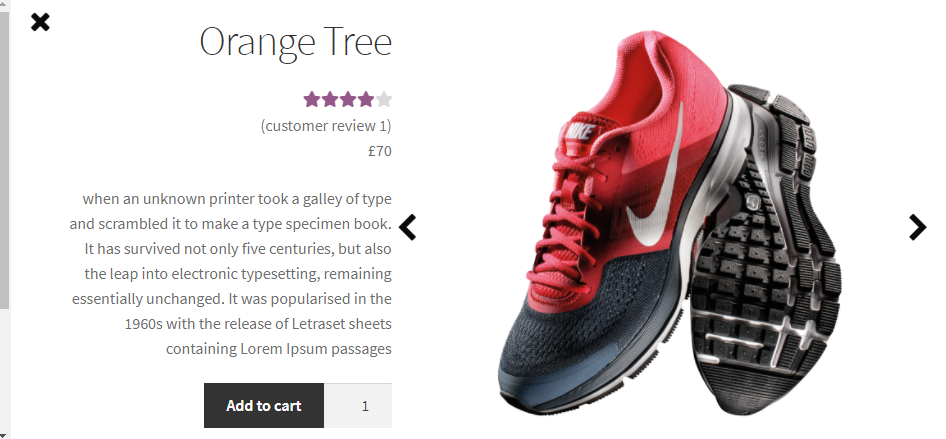 Orange Tree
(customer review 1)
£70
when an unknown printer took a galley of type
and scrambled it to make a type specimen book.
It has survived not only five centuries, but also
the leap into electronic typesetting, remaining
essentially unchanged. It was popularised in the
1960s with the release of Letraset sheets
containing Lorem Ipsum passages
Add to cart 1
NIKE